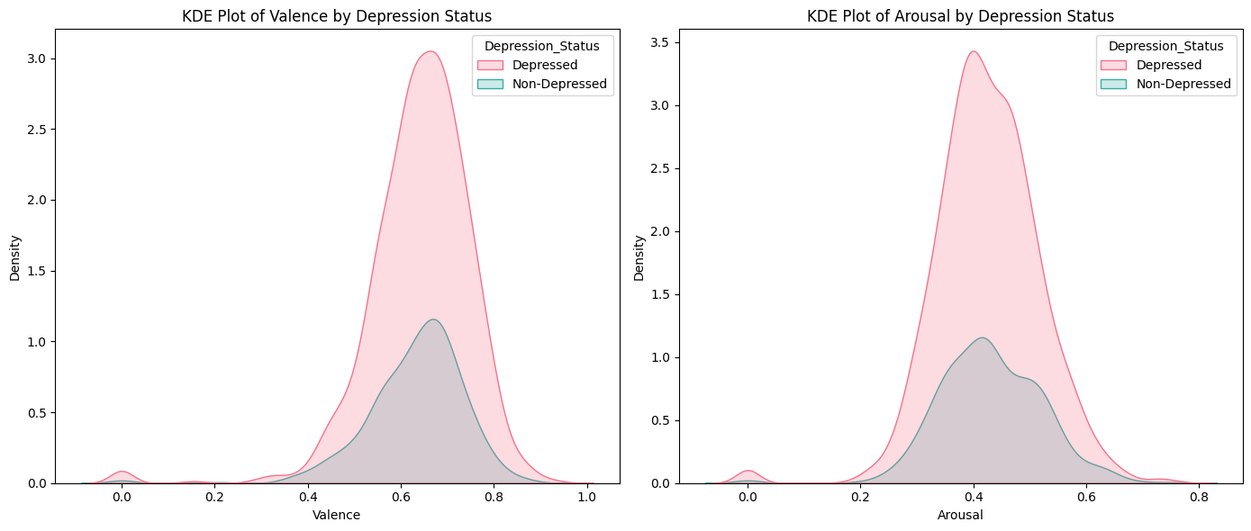 KDE Plot of Valence by Depression Status
Depression_Status
Depressed
Non-Depressed
3.0
2.5
2.0
1.5
1.0
0.5
0.0
Density
0.0 0.2 0.4 0.6 0.8 1.0
Valence
KDE Plot of Arousal by Depression Status
Depression_Status
Depressed
Non-Depressed
3.5
3.0
2.5
2.0
1.5
1.0
0.5
0.0
Density
0.0 0.2 0.4 0.6 0.8
Arousal